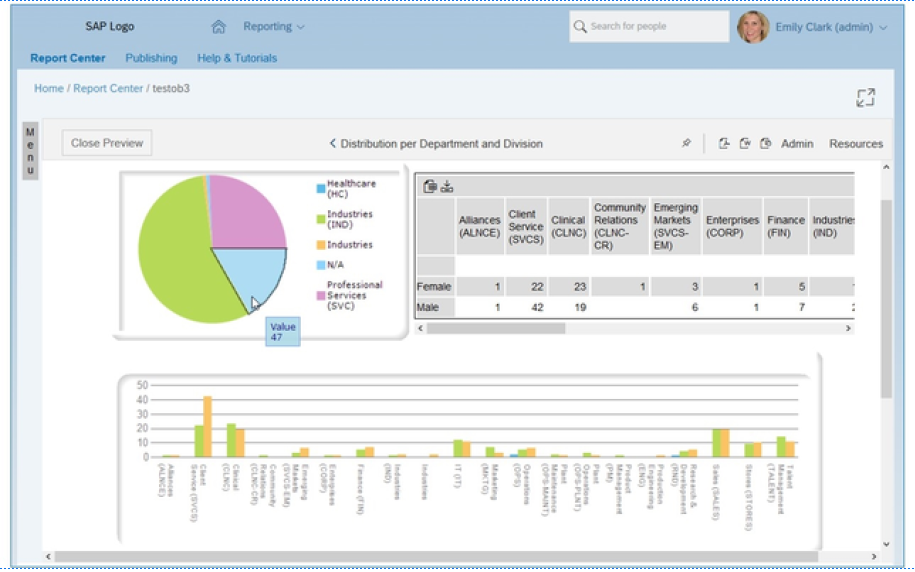 SAP Logo
Reporting
Search for people
Emily Clark (admin)
Report Center
Publishing
Help & Tutorials
Home / Report Center / testob3
Menu
Close Preview
Distribution per Department and Division
Admin
Resources
Healthcare
(HC)
Industries
(IND)
Industries
N/A
Professional
Services
(SVC)
Value
47
Alliances
(ALNCE)
Client
Service
(SVCS)
Clinical
(CLNC)
Community
Relations
(CLNC-
CR)
Emerging
Markets
(SVCS-
EM)
Enterprises
(CORP)
Finance
(FIN)
Industries
(IND)
Female 1 22 23 1 3 1 5
Male 1 42 19 6 1 7
50
40
30
20
10
0
Alliances
(ALNCE)
Client
Service (SVCS)
Clinical
(CLNC)
Community
Relations
(CLNC-CR)
Emerging
Markets
(SVCS-EM)
Enterprises
(CORP)
Finance (FIN)
Industries
(IND)
Industries
IT (IT)
Marketing
(MKTG)
Operations
(OPS)
Plant
Maintenance
(OPS-MAINT)
Plant
Operations
(OPS-PLNT)
Product
Management
(PM)
Production
Engineering
(ENG)
Research &
Development
(RND)
Sales (SALES)
Stores (STORES)
Talent
Management
(TALENT)